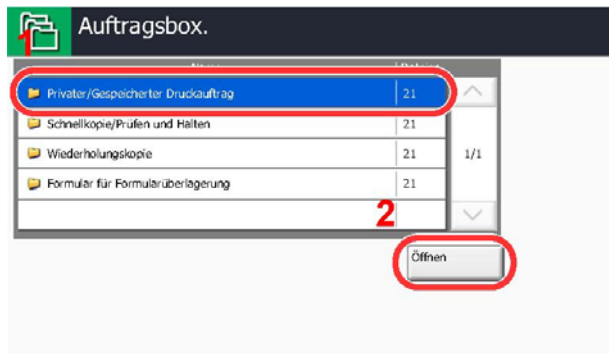 Auftragsbox.
1
Privater/Gespeicherter Druckauftrag 21
Schnellkopie/Prüfen und Halten 21
Wiederholungskopie 21 1/1
Formular für Formularüberlagerung 21
2
Öffnen